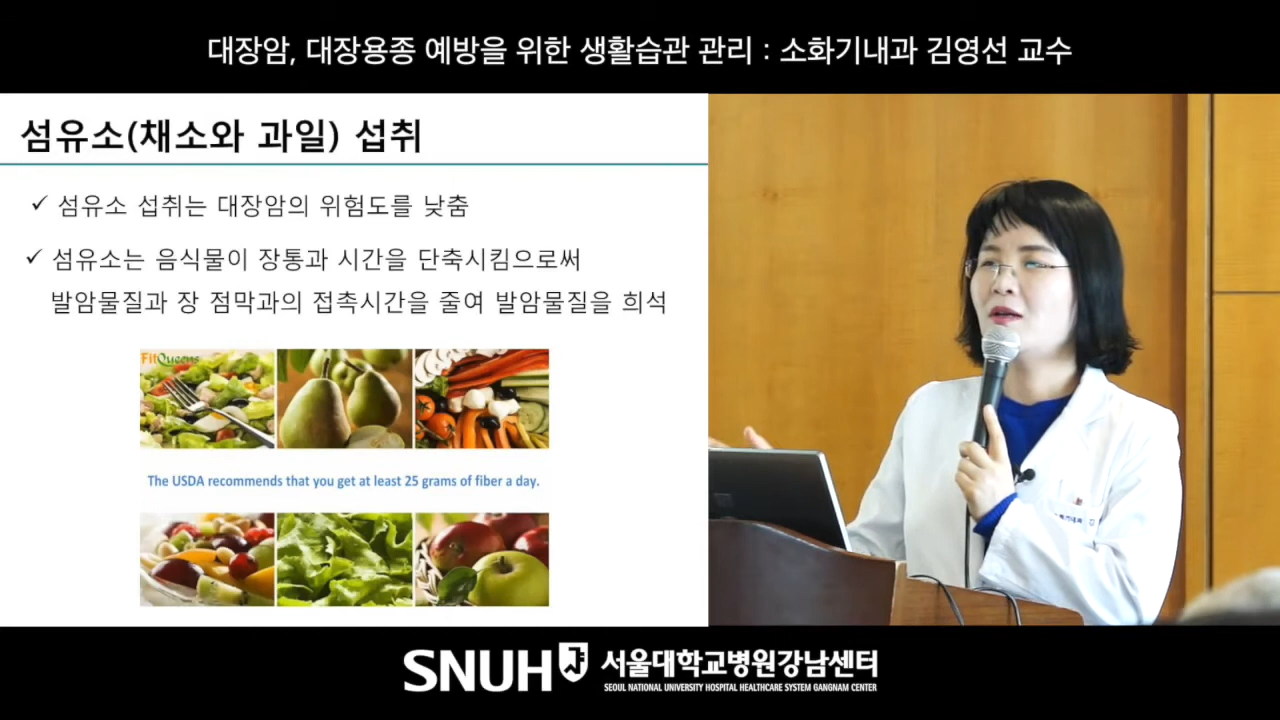 대장암, 대장용종 예방을 위한 생활습관 관리 : 소화기내과 김영선 교수
섬유소(채소와 과일) 섭취
✓ 섬유소 섭취는 대장암의 위험도를 낮춤
✓ 섬유소는 음식물이 장통과 시간을 단축시킴으로써
발암물질과 장 점막과의 접촉시간을 줄여 발암물질을 희석
FitQueens
The USDA recommends that you get at least 25 grams of fiber a day.
SNUH 서울대학교병원강남센터
SEOUL NATIONAL UNIVERSITY HOSPITAL HEALTHCARE SYSTEM GANGNAM CENTER